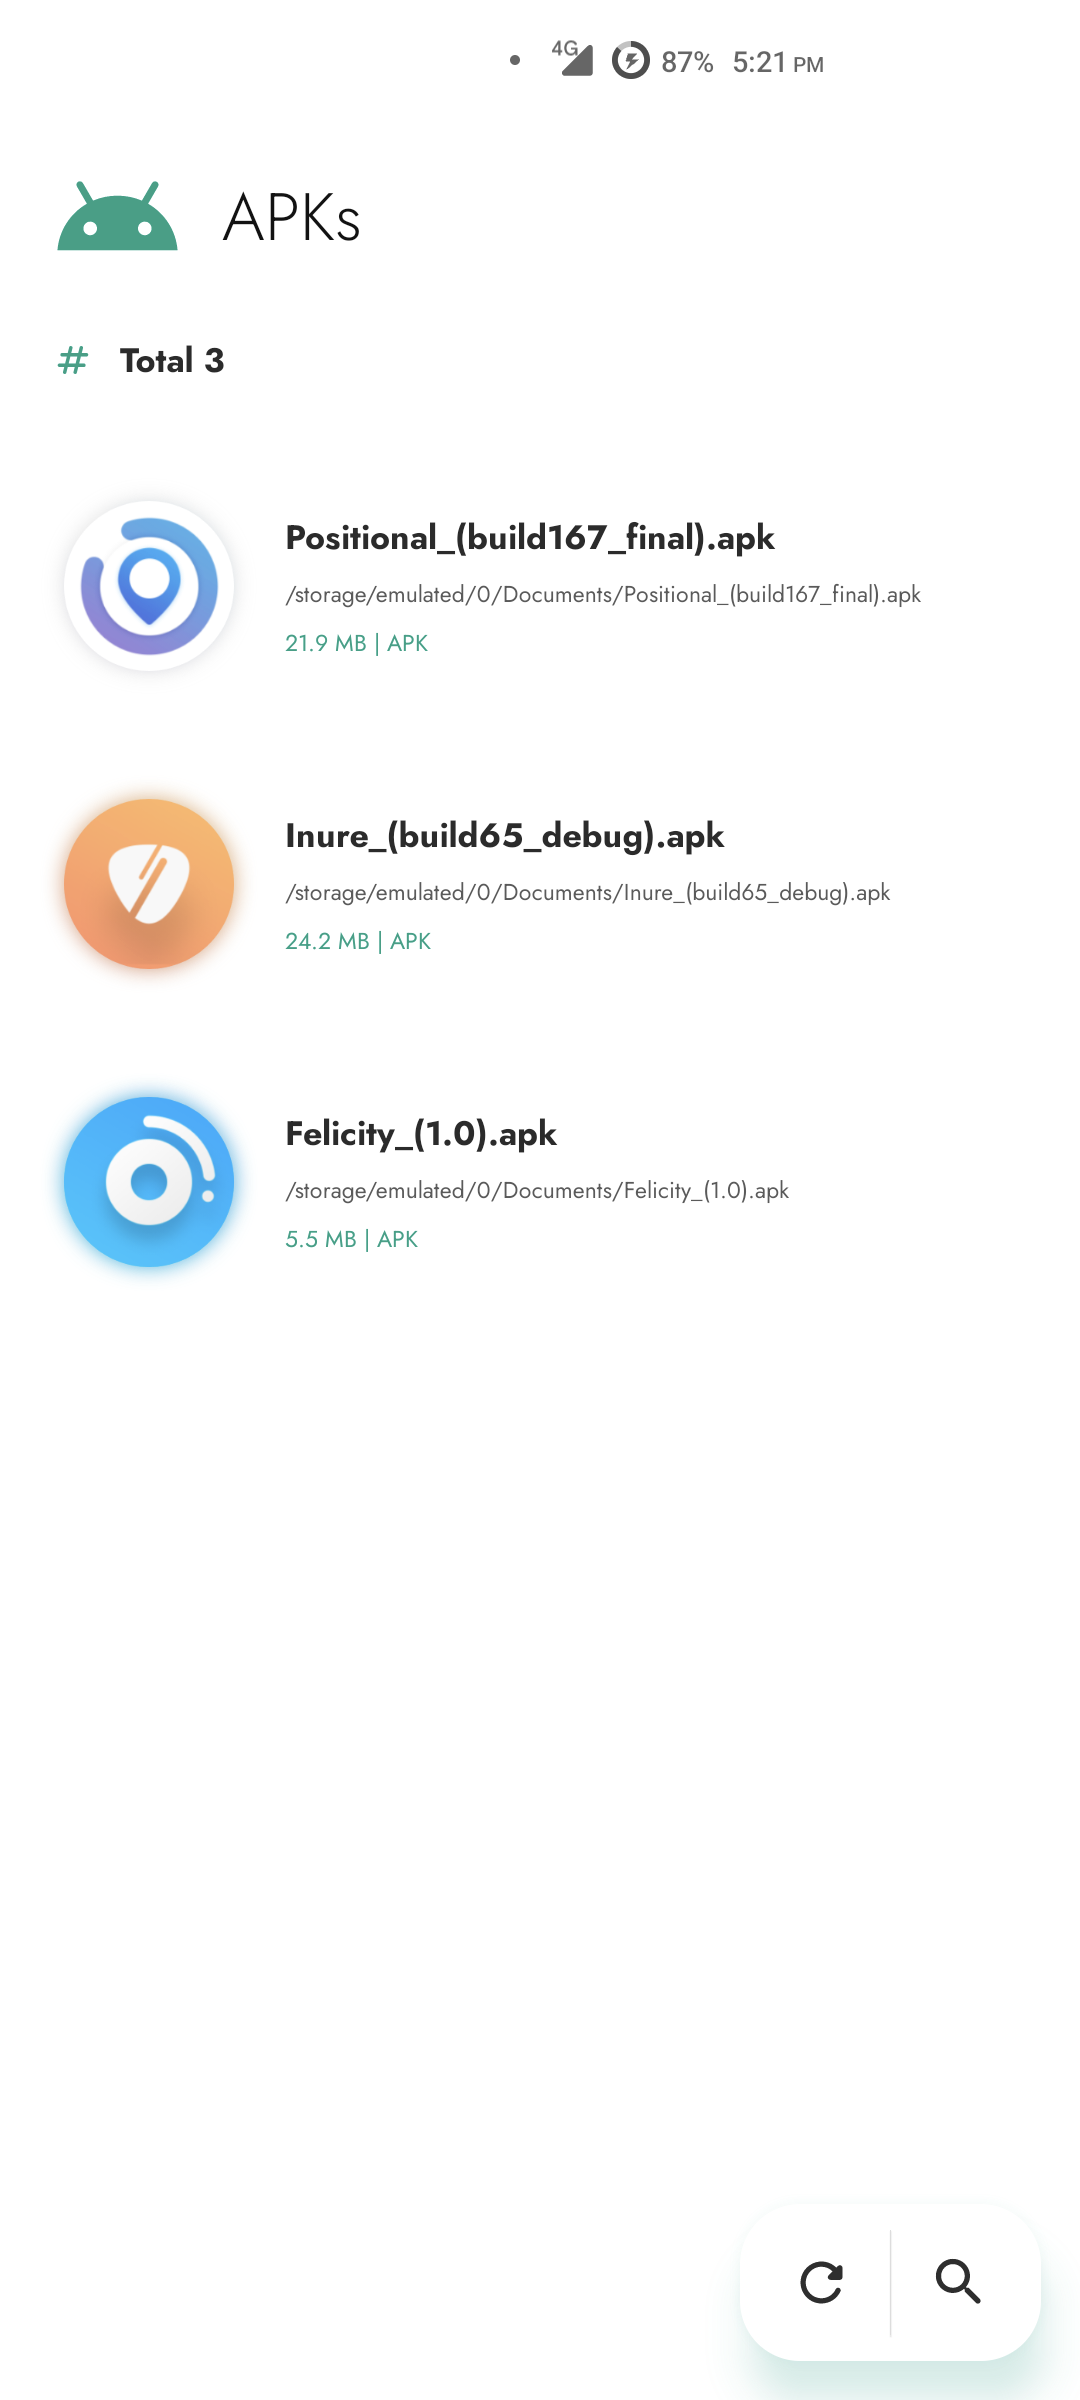 4G 87% 5:21 PM
APKs
# Total 3
Positional_(build167_final).apk
/storage/emulated/0/Documents/Positional_(build167_final).apk
21.9 MB | APK
Inure_(build65_debug).apk
/storage/emulated/0/Documents/Inure_(build65_debug).apk
24.2 MB | APK
Felicity_(1.0).apk
/storage/emulated/0/Documents/Felicity_(1.0).apk
5.5 MB | APK